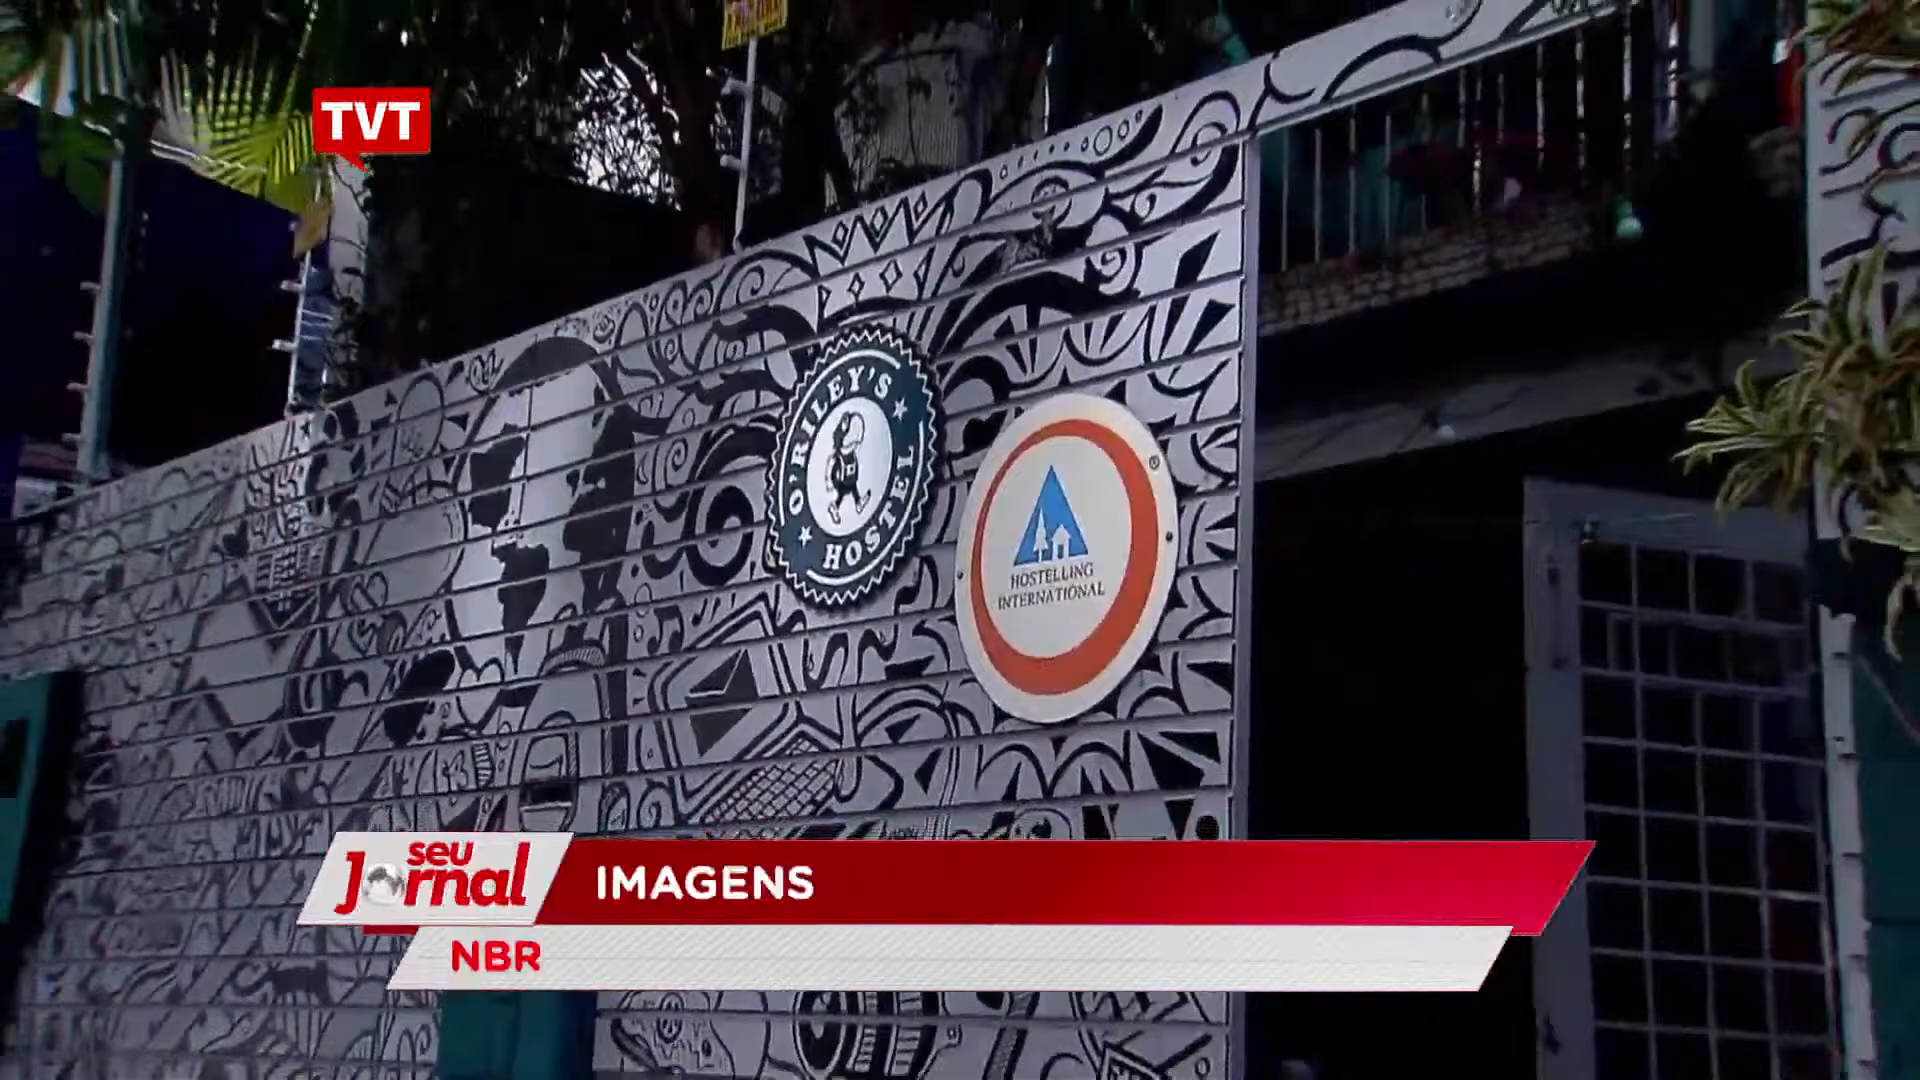 TVT
O'RILEY'S
HOSTEL
HOSTELLING
INTERNATIONAL
seu
Jornal
IMAGENS
NBR